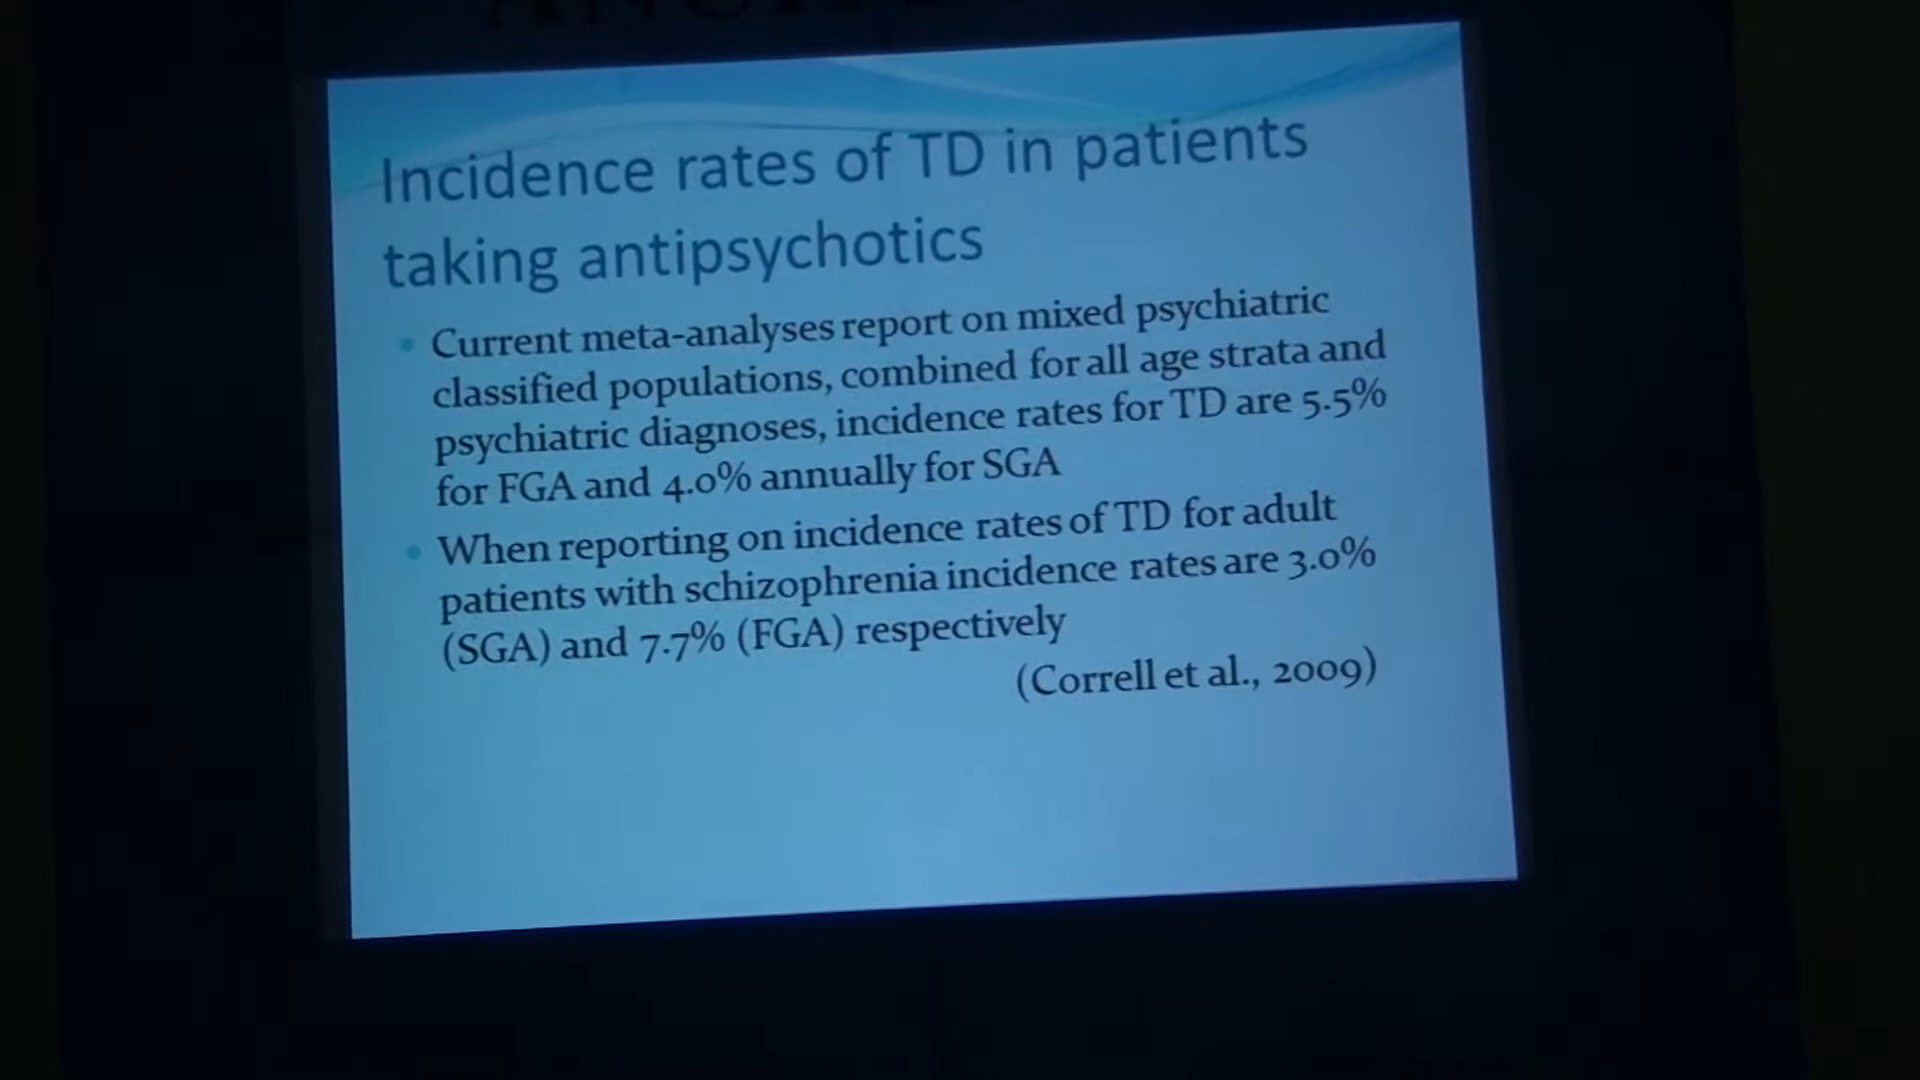 Incidence rates of TD in patients
taking antipsychotics
Current meta-analyses report on mixed psychiatric
classified populations, combined for all age strata and
psychiatric diagnoses, incidence rates for TD are 5.5%
for FGA and 4.0% annually for SGA
When reporting on incidence rates of TD for adult
patients with schizophrenia incidence rates are 3.0%
(SGA) and 7.7% (FGA) respectively
(Correll et al., 2009)